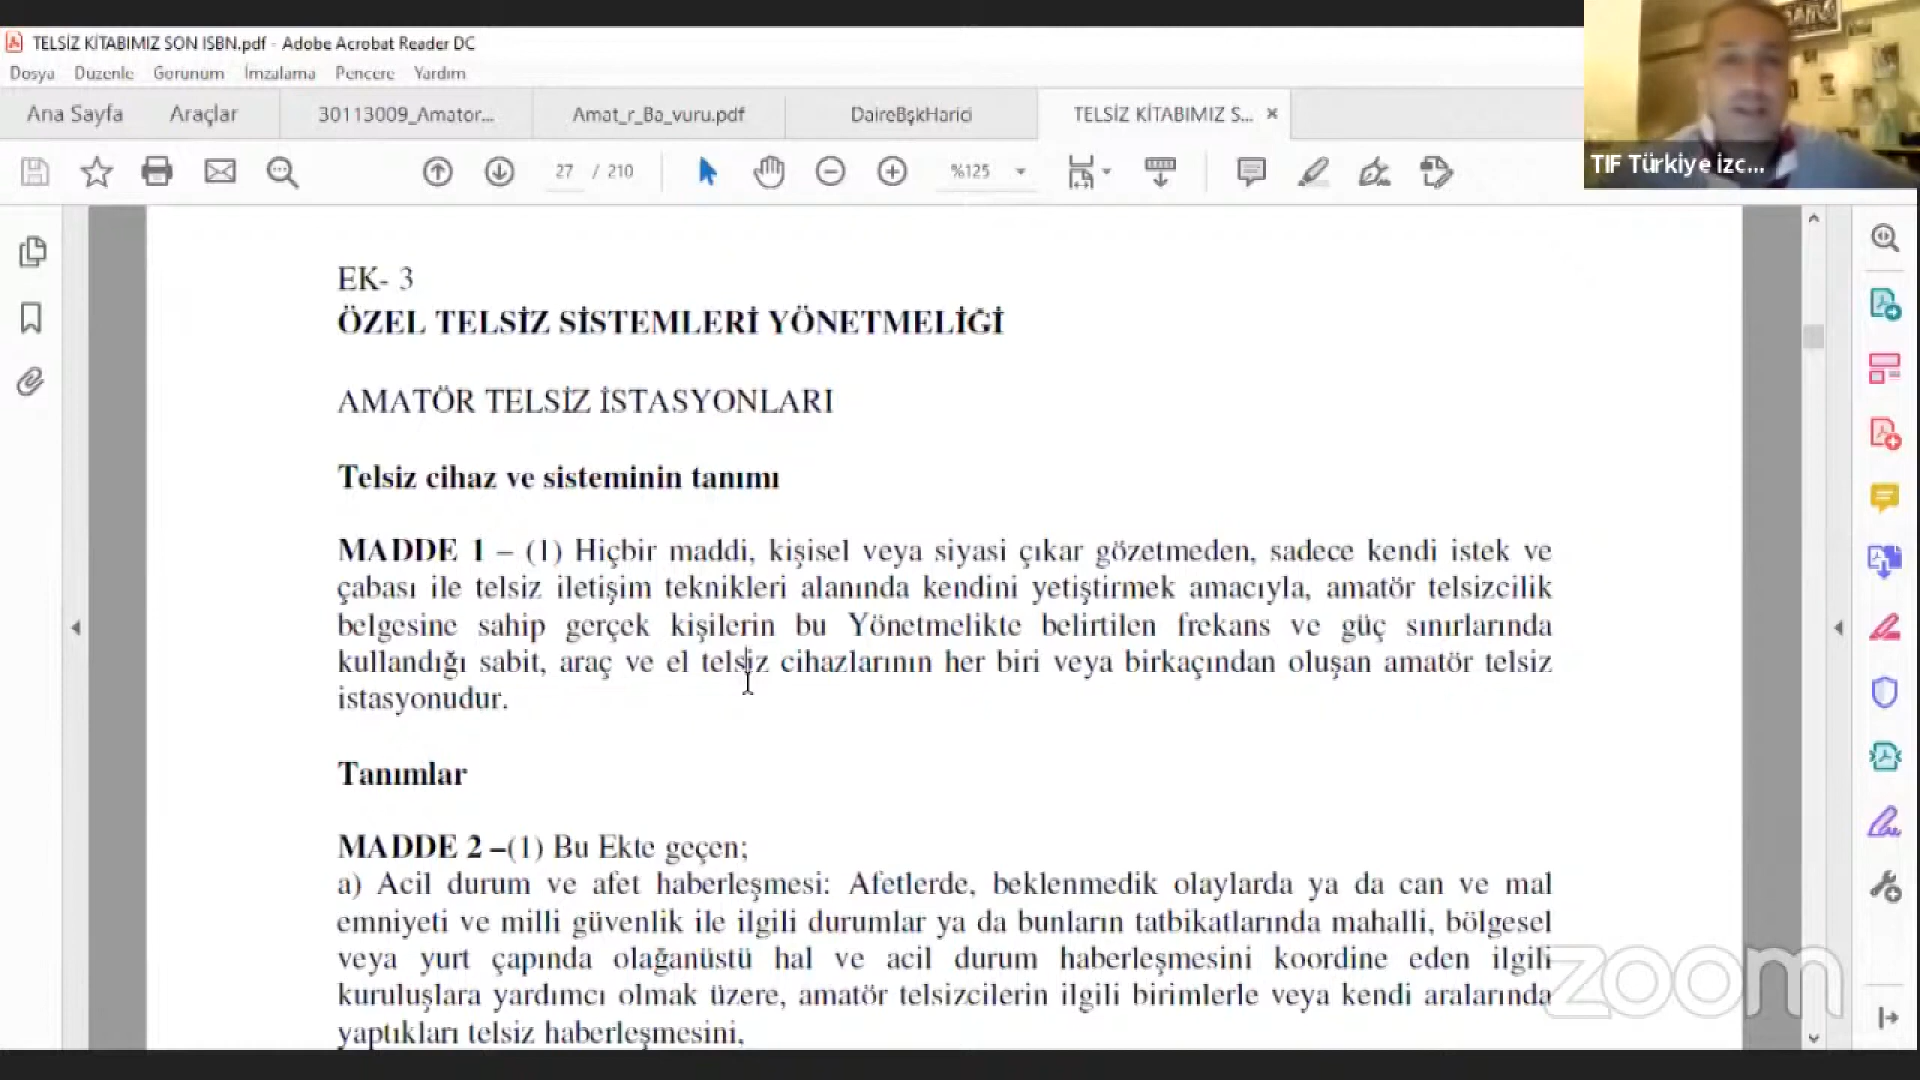 TELSİZ KİTABIMIZ SON ISBN.pdf - Adobe Acrobat Reader DC
Dosya Düzenle Görünüm İmzalama Pencere Yardım
Ana Sayfa Araçlar 30113009_Amator... Amat_r_Ba_vuru.pdf DaireBşkHarici TELSİZ KİTABIMIZ S... ×
27 / 210 %125
TIF Türkiye izc...
EK- 3
ÖZEL TELSİZ SİSTEMLERİ YÖNETMELİĞİ
AMATÖR TELSİZ İSTASYONLARI
Telsiz cihaz ve sisteminin tanımı
MADDE 1 – (1) Hiçbir maddi, kişisel veya siyasi çıkar gözetmeden, sadece kendi istek ve
çabası ile telsiz iletişim teknikleri alanında kendini yetiştirmek amacıyla, amatör telsizcilik
belgesine sahip gerçek kişilerin bu Yönetmelikte belirtilen frekans ve güç sınırlarında
kullandığı sabit, araç ve el telsiz cihazlarının her biri veya birkaçından oluşan amatör telsiz
istasyonudur.
Tanımlar
MADDE 2 –(1) Bu Ekte geçen;
a) Acil durum ve afet haberleşmesi: Afetlerde, beklenmedik olaylarda ya da can ve mal
emniyeti ve milli güvenlik ile ilgili durumlar ya da bunların tatbikatlarında mahalli, bölgesel
veya yurt çapında olağanüstü hal ve acil durum haberleşmesini koordine eden ilgili
kuruluşlara yardımcı olmak üzere, amatör telsizcilerin ilgili birimlerle veya kendi aralarında
yaptıkları telsiz haberleşmesini,
zoom